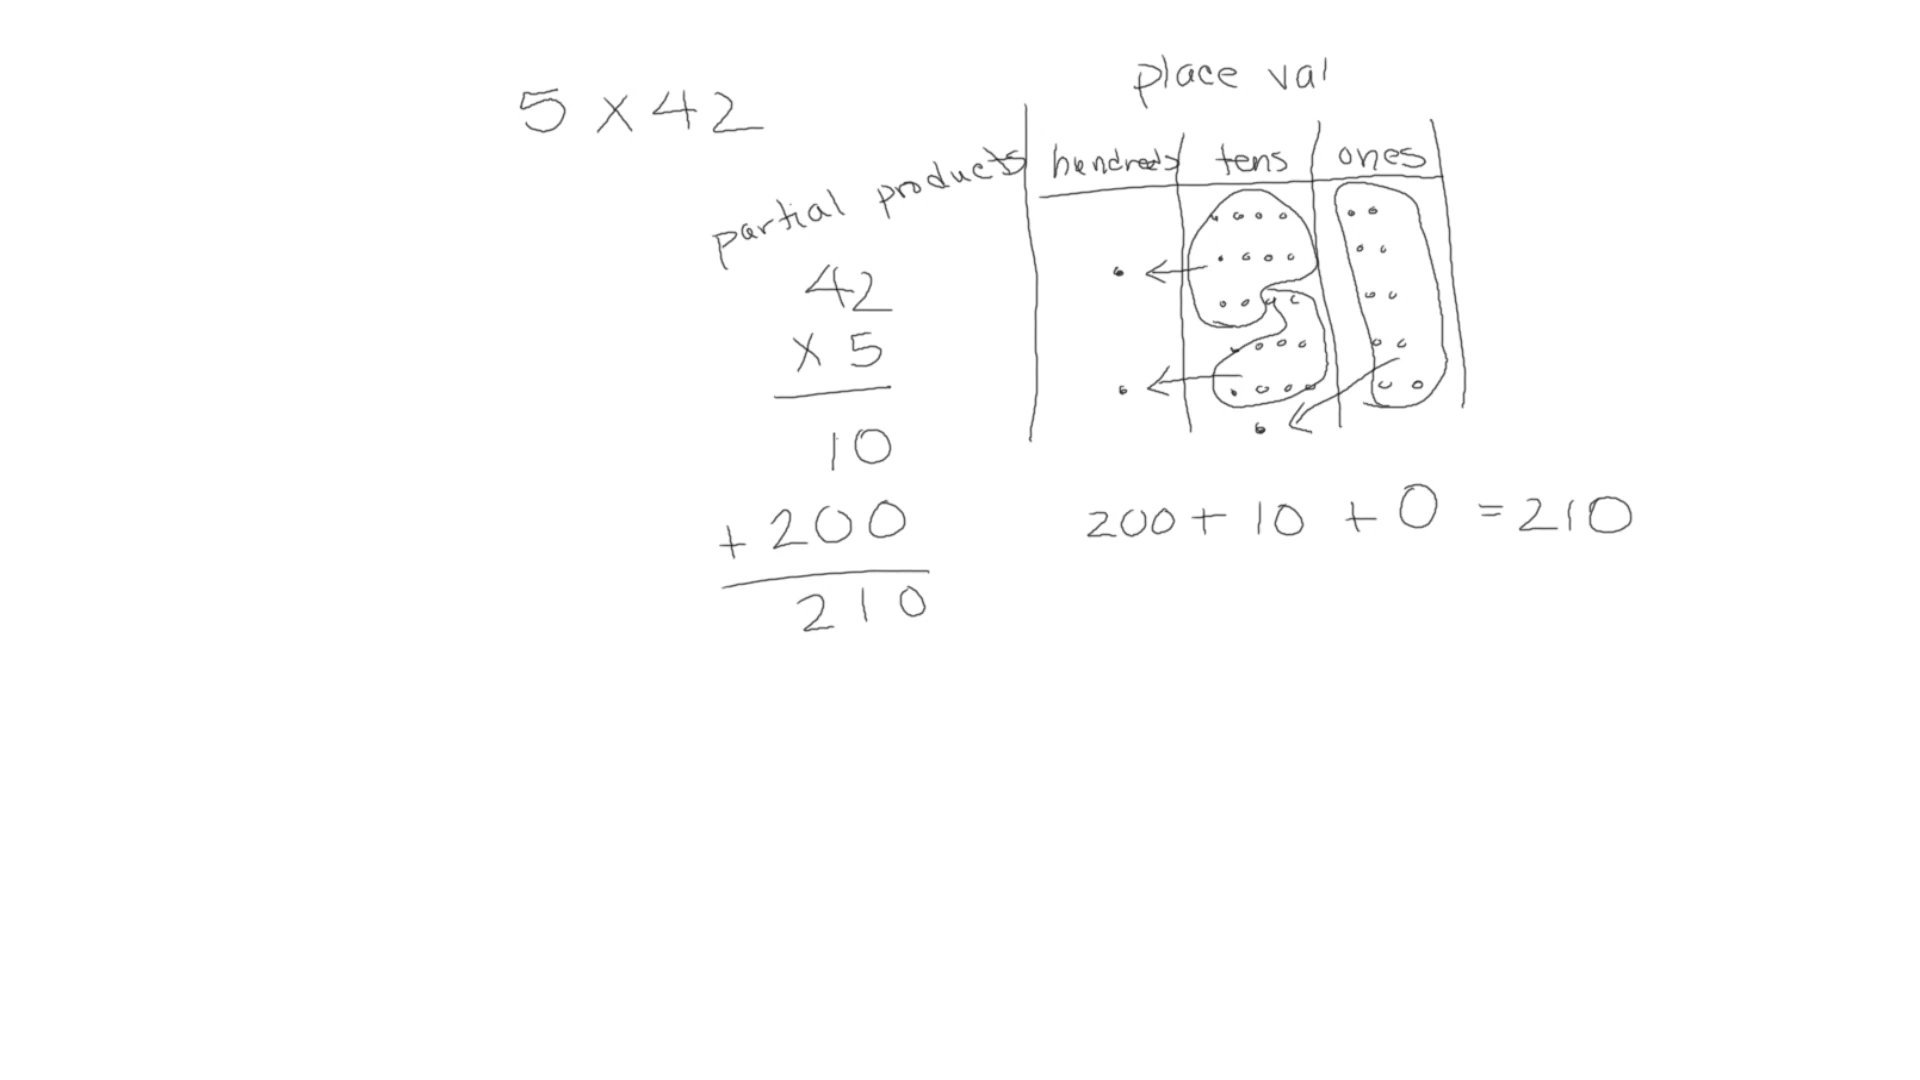 5 x 42
place val
partial products
hundreds tens ones
42
x 5
10
+ 200
210
200 + 10 + 0 = 210